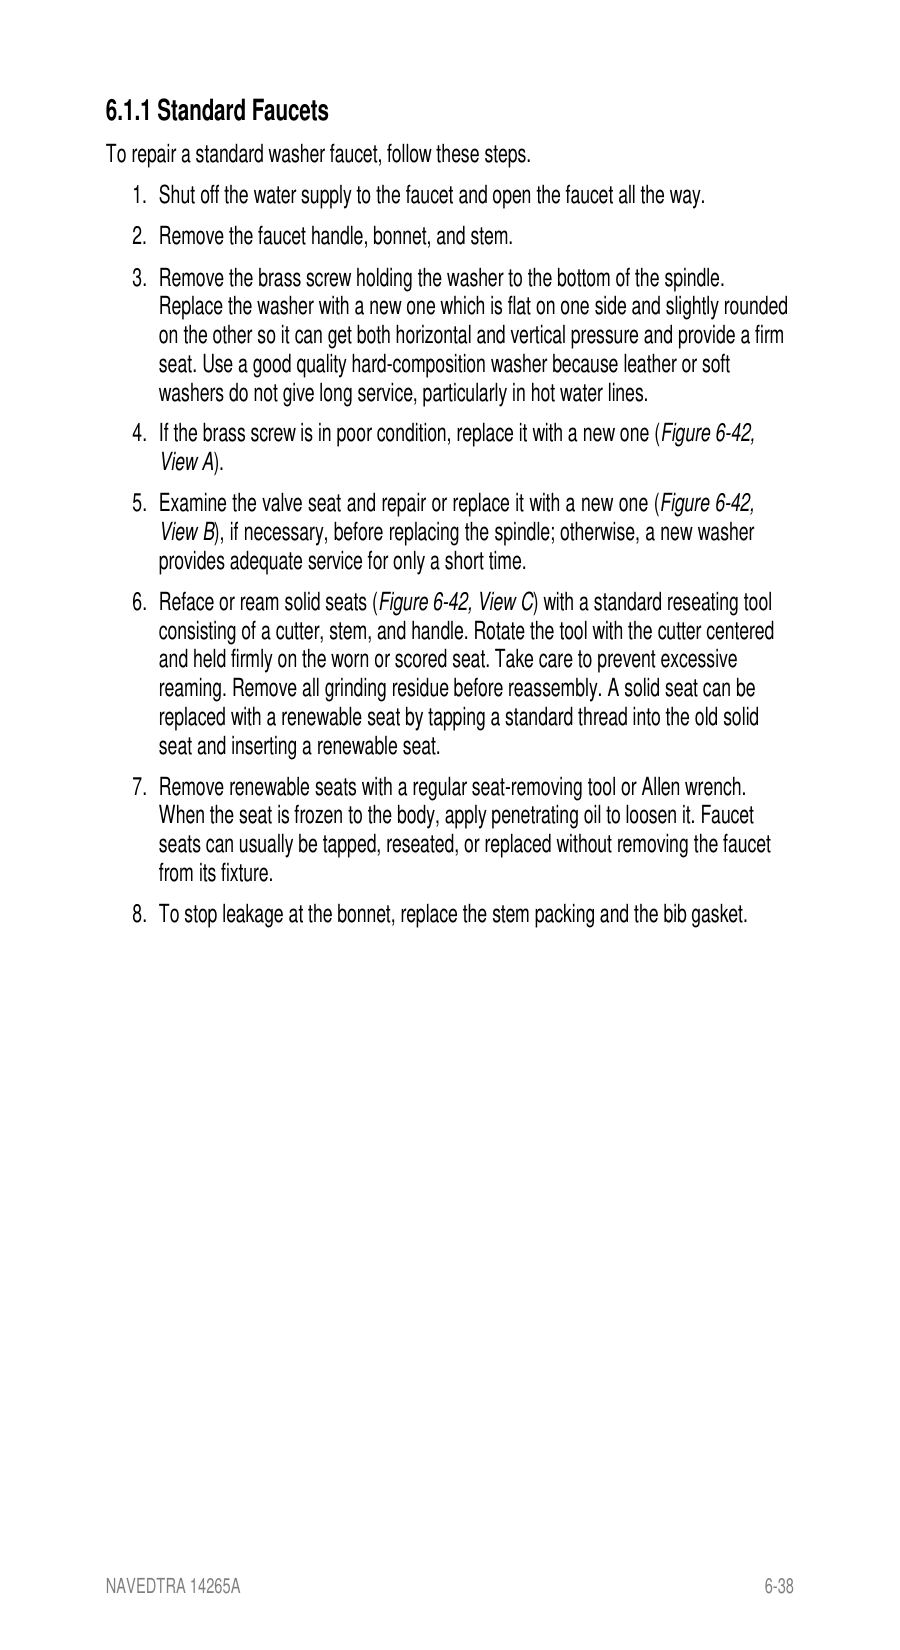 6.1.1 Standard Faucets
To repair a standard washer faucet, follow these steps.
1. Shut off the water supply to the faucet and open the faucet all the way.
2. Remove the faucet handle, bonnet, and stem.
3. Remove the brass screw holding the washer to the bottom of the spindle.
Replace the washer with a new one which is flat on one side and slightly rounded
on the other so it can get both horizontal and vertical pressure and provide a firm
seat. Use a good quality hard-composition washer because leather or soft
washers do not give long service, particularly in hot water lines.
4. If the brass screw is in poor condition, replace it with a new one (Figure 6-42,
View A).
5. Examine the valve seat and repair or replace it with a new one (Figure 6-42,
View B), if necessary, before replacing the spindle; otherwise, a new washer
provides adequate service for only a short time.
6. Reface or ream solid seats (Figure 6-42, View C) with a standard reseating tool
consisting of a cutter, stem, and handle. Rotate the tool with the cutter centered
and held firmly on the worn or scored seat. Take care to prevent excessive
reaming. Remove all grinding residue before reassembly. A solid seat can be
replaced with a renewable seat by tapping a standard thread into the old solid
seat and inserting a renewable seat.
7. Remove renewable seats with a regular seat-removing tool or Allen wrench.
When the seat is frozen to the body, apply penetrating oil to loosen it. Faucet
seats can usually be tapped, reseated, or replaced without removing the faucet
from its fixture.
8. To stop leakage at the bonnet, replace the stem packing and the bib gasket.
NAVEDTRA 14265A 6-38